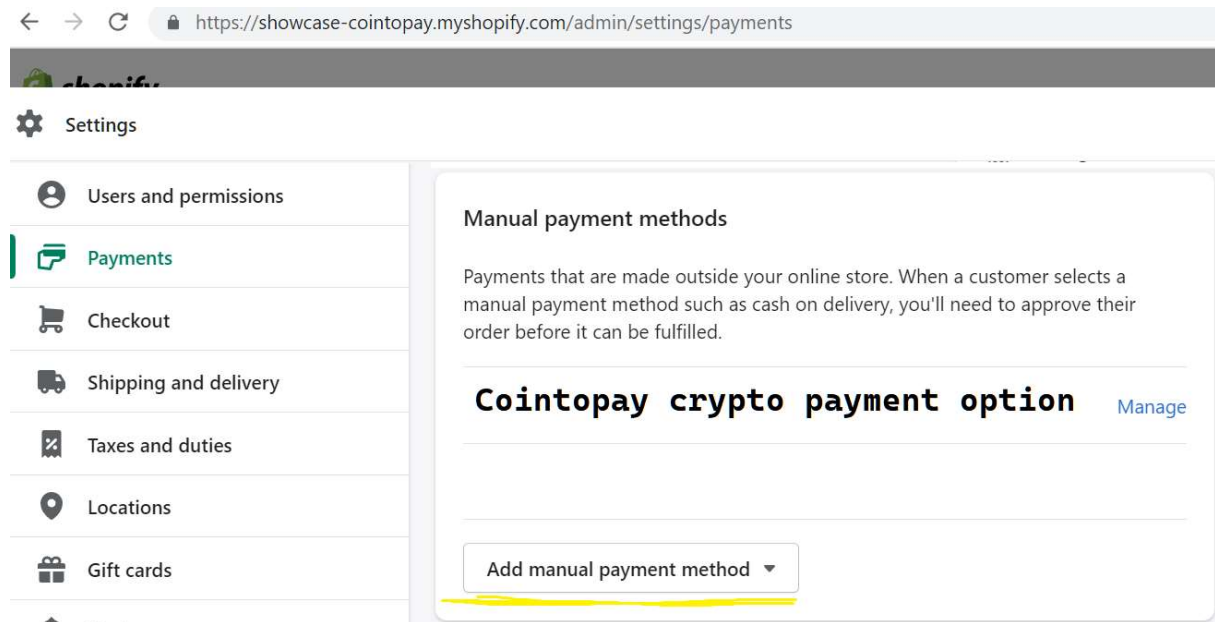 https://showcase-cointopay.myshopify.com/admin/settings/payments
shopify
Settings
Users and permissions
Payments
Checkout
Shipping and delivery
Taxes and duties
Locations
Gift cards
Manual payment methods
Payments that are made outside your online store. When a customer selects a
manual payment method such as cash on delivery, you'll need to approve their
order before it can be fulfilled.
Cointopay crypto payment option Manage
Add manual payment method